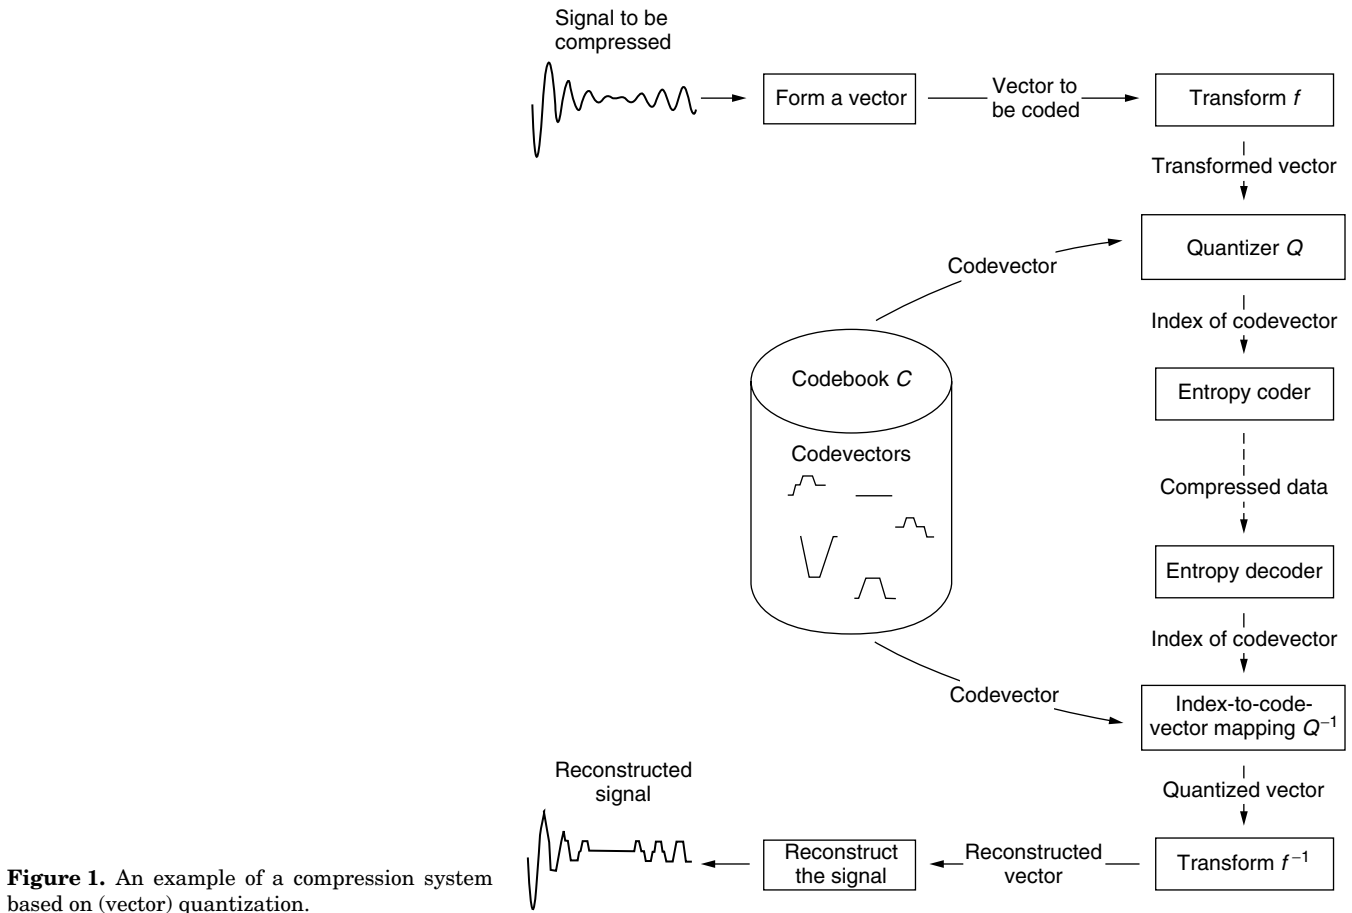 Signal to be
compressed
Form a vector
Vector to
be coded
Transform f
Transformed vector
Quantizer Q
Codevector
Index of codevector
Codebook C
Entropy coder
Codevectors
Compressed data
Entropy decoder
Index of codevector
Codevector
Index-to-code-
vector mapping Q⁻¹
Quantized vector
Transform f⁻¹
Reconstructed
vector
Reconstruct
the signal
Reconstructed
signal
Figure 1. An example of a compression system
based on (vector) quantization.